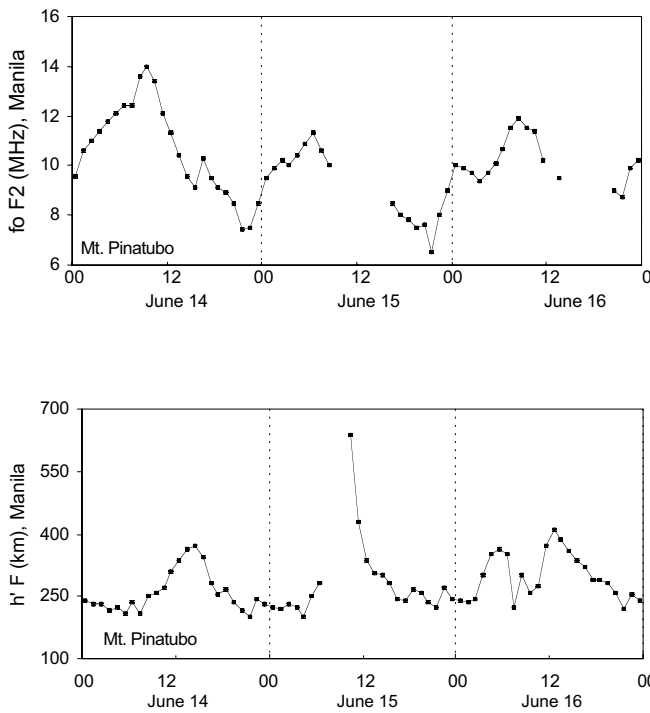 16
14
12
10
8
6
fo F2 (MHz), Manila
Mt. Pinatubo
00 12 00 12 00 12 0
June 14 June 15 June 16
700
550
400
250
100
h' F (km), Manila
Mt. Pinatubo
00 12 00 12 00 12 00
June 14 June 15 June 16